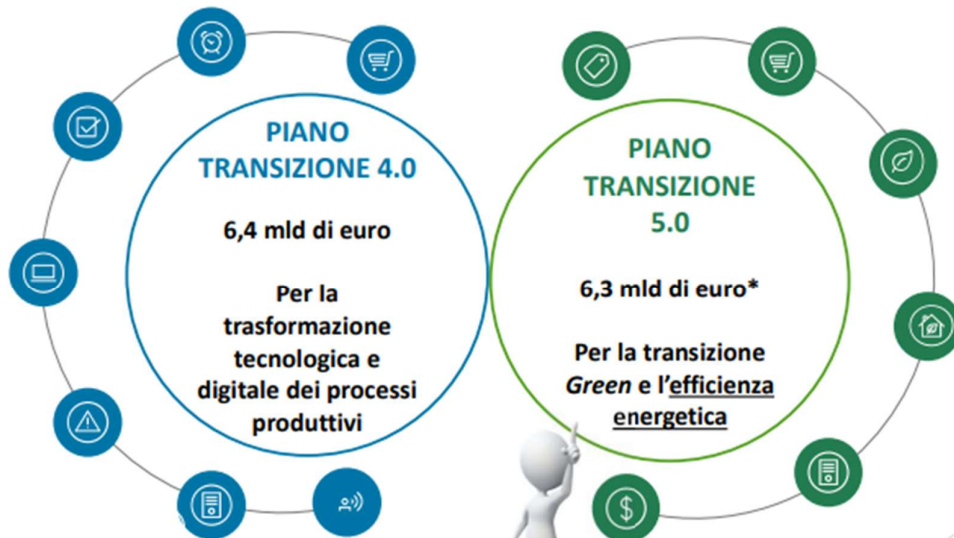 PIANO
TRANSIZIONE 4.0
6,4 mld di euro
Per la
trasformazione
tecnologica e
digitale dei processi
produttivi
PIANO
TRANSIZIONE
5.0
6,3 mld di euro*
Per la transizione
Green e l’efficienza
energetica
$